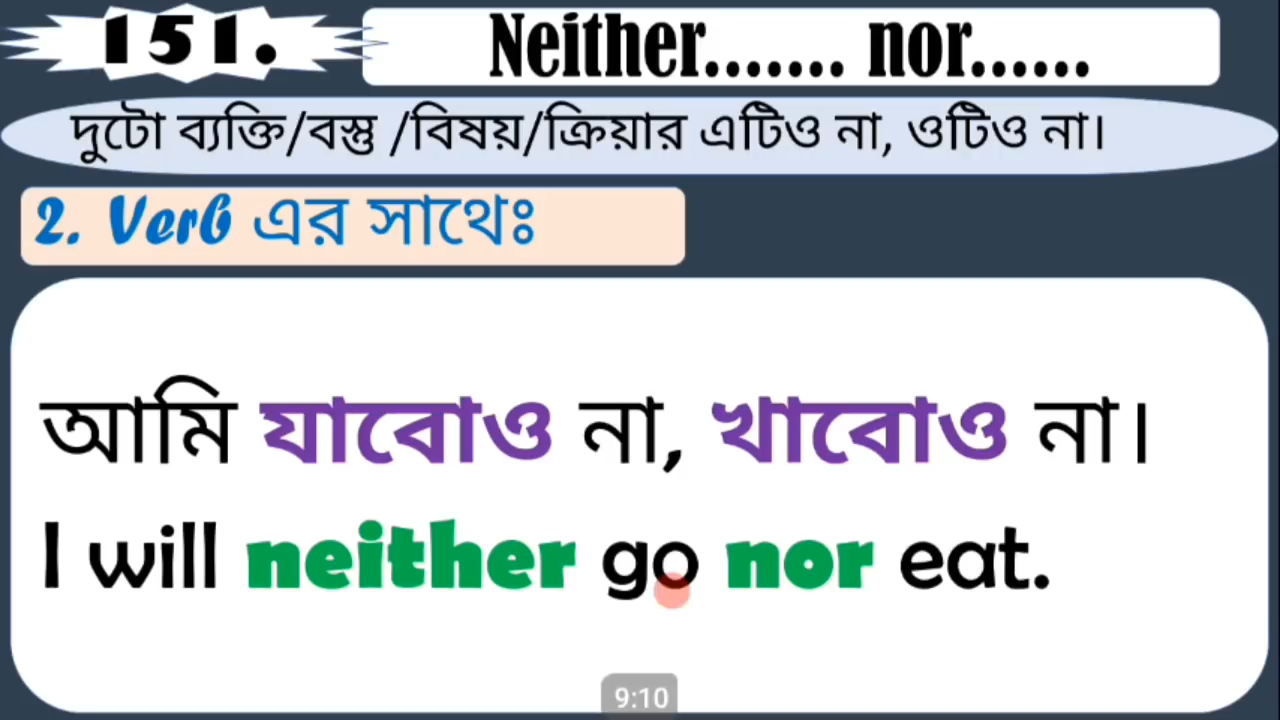 151. Neither....... nor......
দুটো ব্যক্তি/বস্তু /বিষয়/ক্রিয়ার এটিও না, ওটিও না।
2. Verb এর সাথেঃ
আমি যাবোও না, খাবোও না।
I will neither go nor eat.
9:10